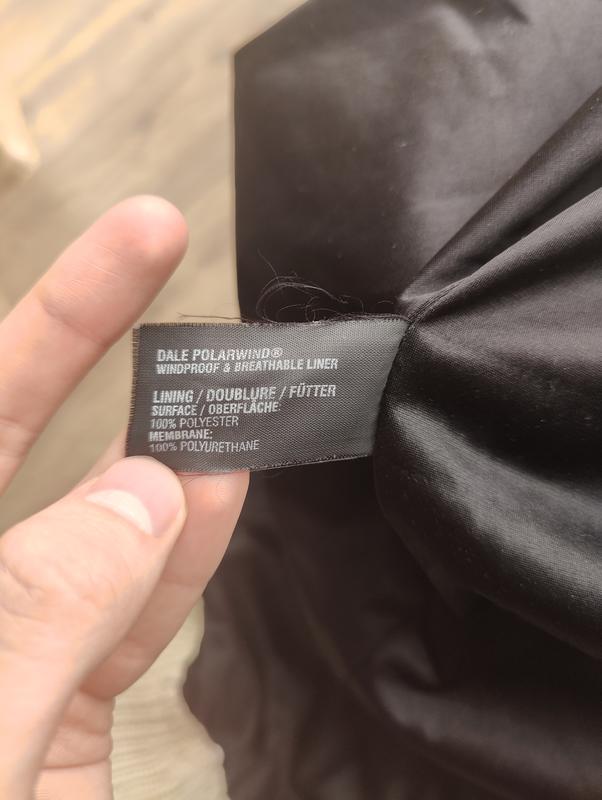 DALE POLARWIND®
WINDPROOF & BREATHABLE LINER
LINING / DOUBLURE / FÜTTER
SURFACE / OBERFLÄCHE:
100% POLYESTER
MEMBRANE:
100% POLYURETHANE